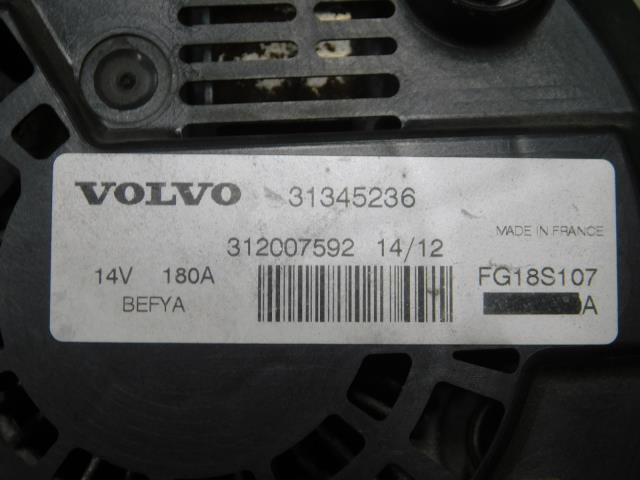 VOLVO 31345236
MADE IN FRANCE
312007592 14/12
14V 180A
FG18S107
BEFYA
A